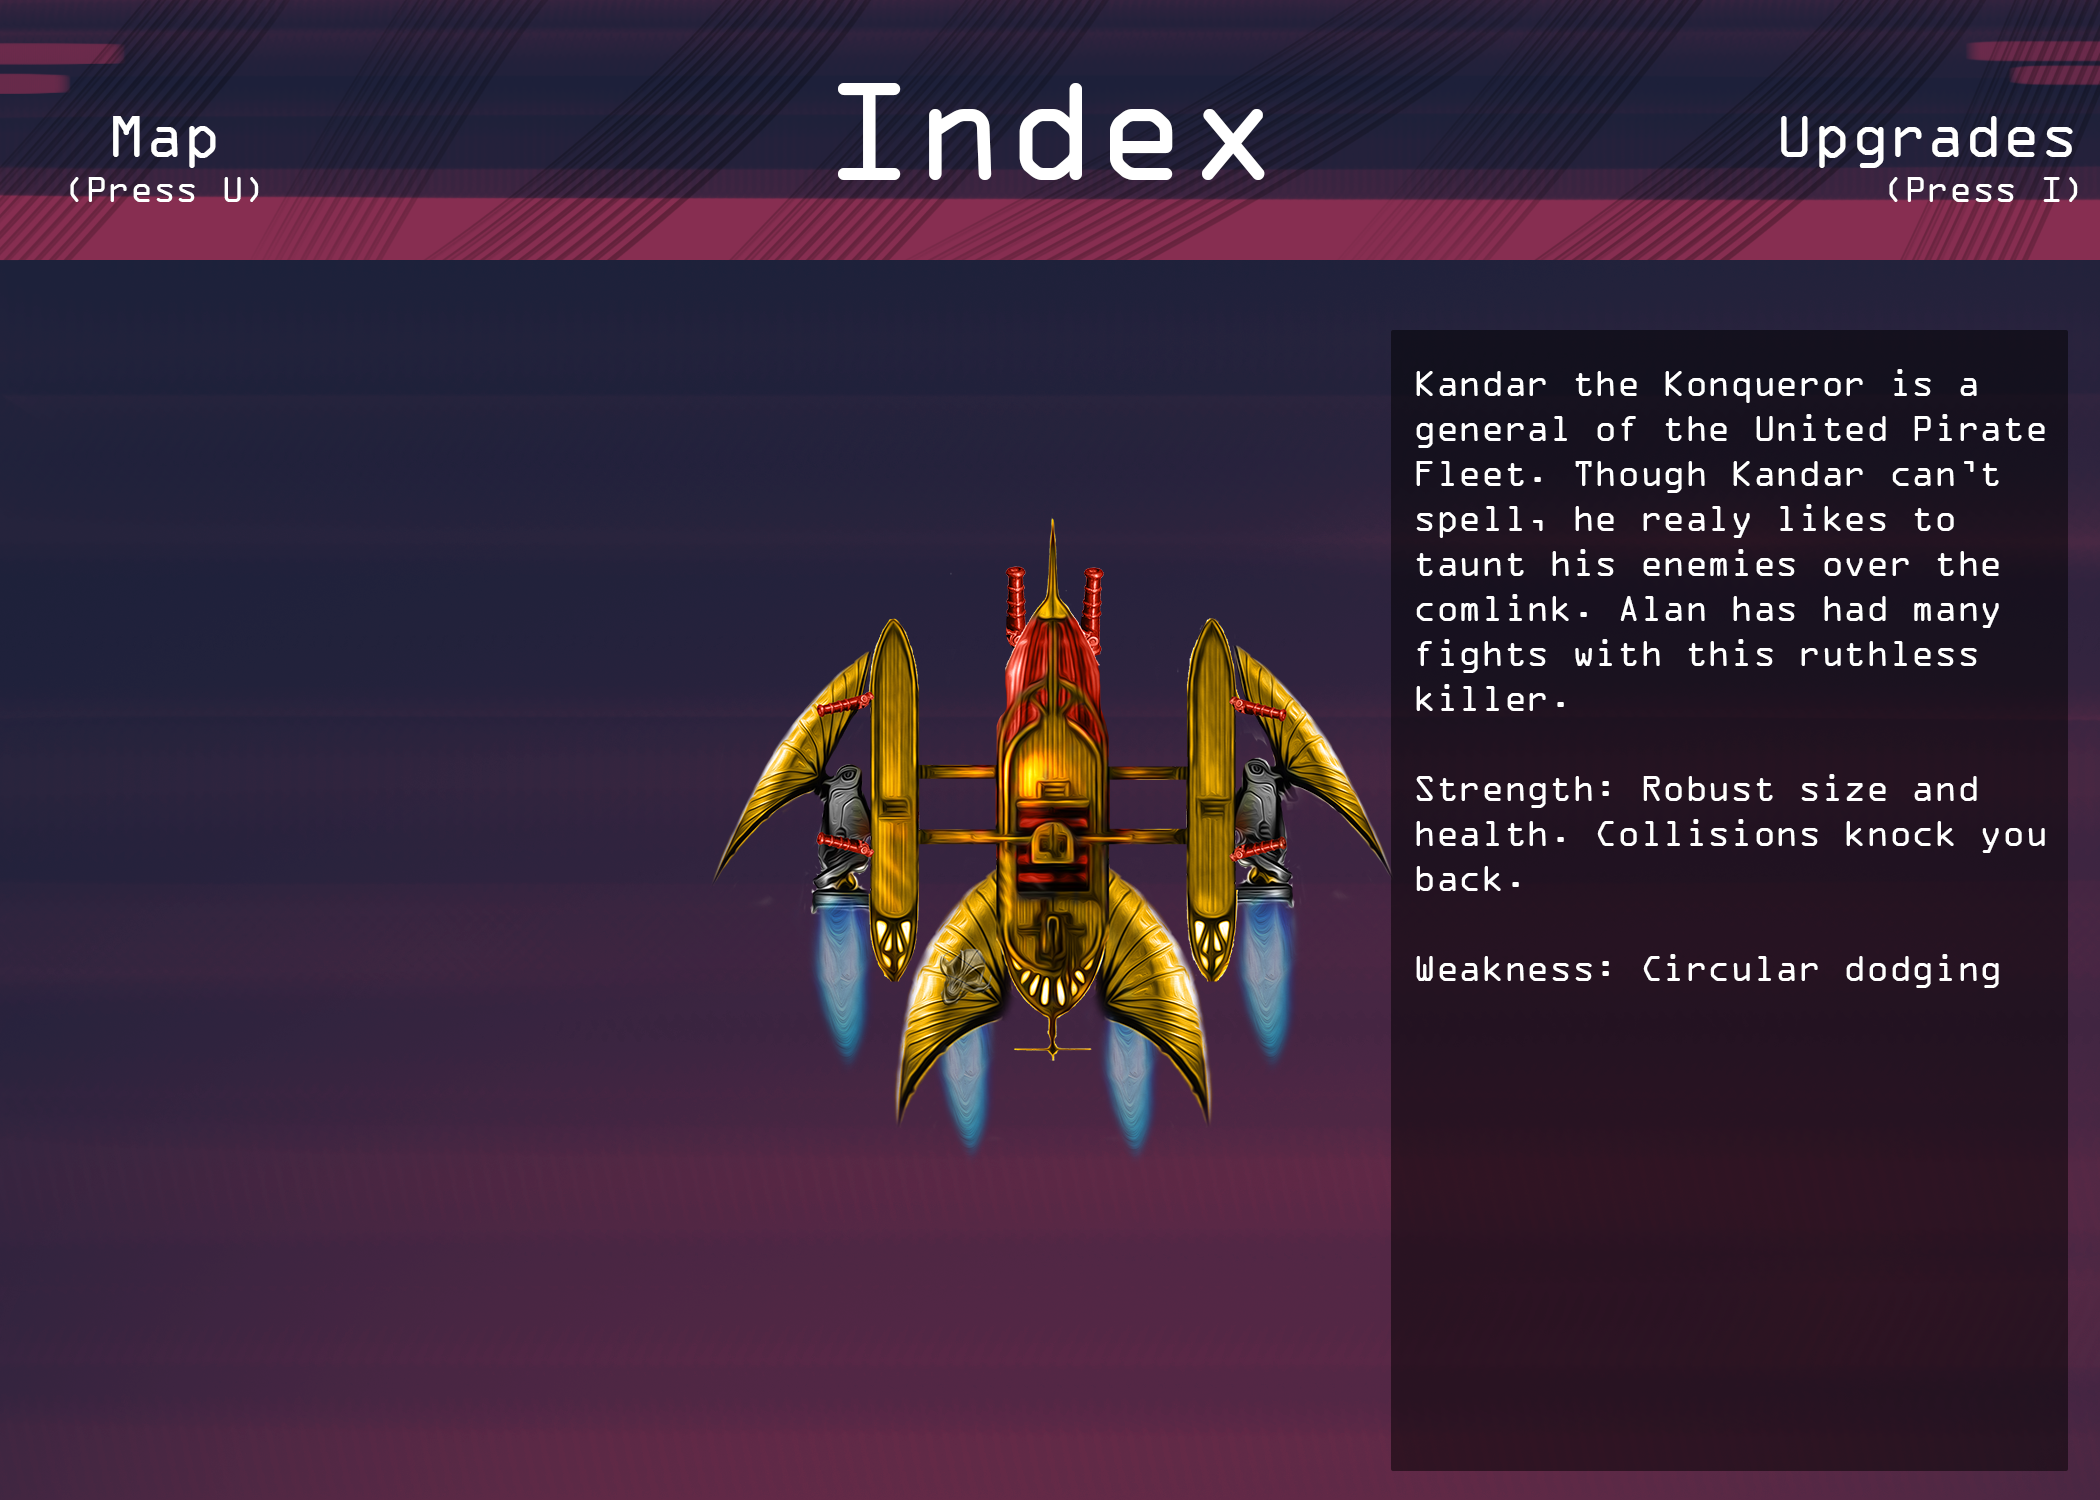 Index
Map
(Press U)
Upgrades
(Press I)
Kandar the Konqueror is a
general of the United Pirate
Fleet. Though Kandar can't
spell, he realy likes to
taunt his enemies over the
comlink. Alan has had many
fights with this ruthless
killer.
Strength: Robust size and
health. Collisions knock you
back.
Weakness: Circular dodging